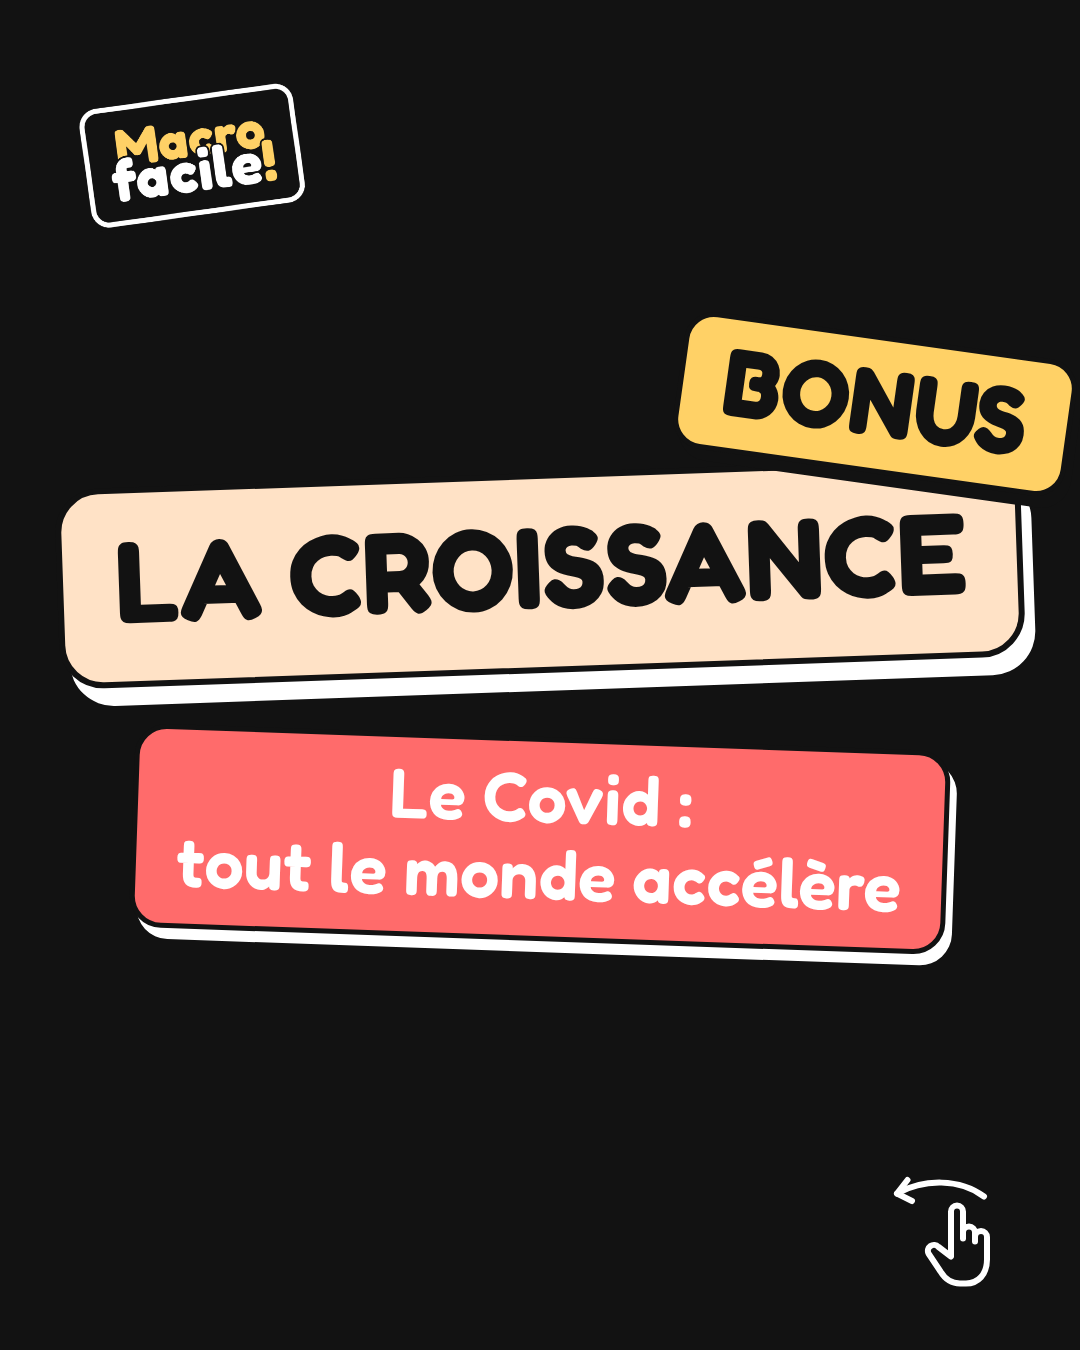 Macro
facile!
BONUS
LA CROISSANCE
Le Covid :
tout le monde accélère